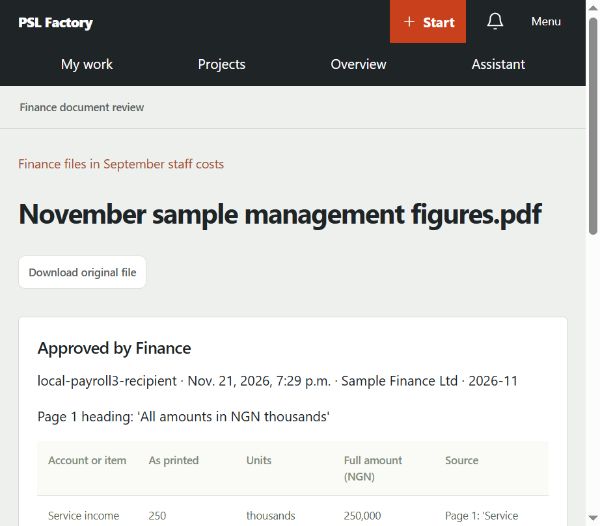 PSL Factory
+ Start
Menu
My work
Projects
Overview
Assistant
Finance document review
Finance files in September staff costs
November sample management figures.pdf
Download original file
Approved by Finance
local-payroll3-recipient · Nov. 21, 2026, 7:29 p.m. · Sample Finance Ltd · 2026-11
Page 1 heading: 'All amounts in NGN thousands'
Account or item As printed Units Full amount (NGN) Source
Service income 250 thousands 250,000 Page 1: 'Service